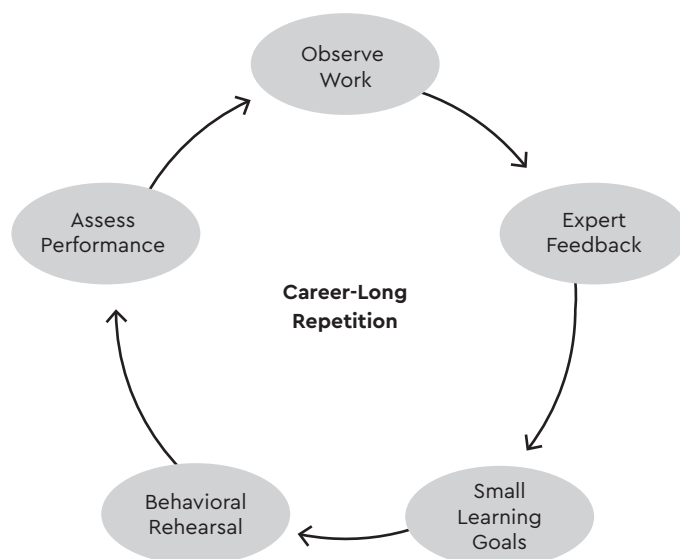 Observe
Work
Expert
Feedback
Small
Learning
Goals
Behavioral
Rehearsal
Assess
Performance
Career-Long
Repetition